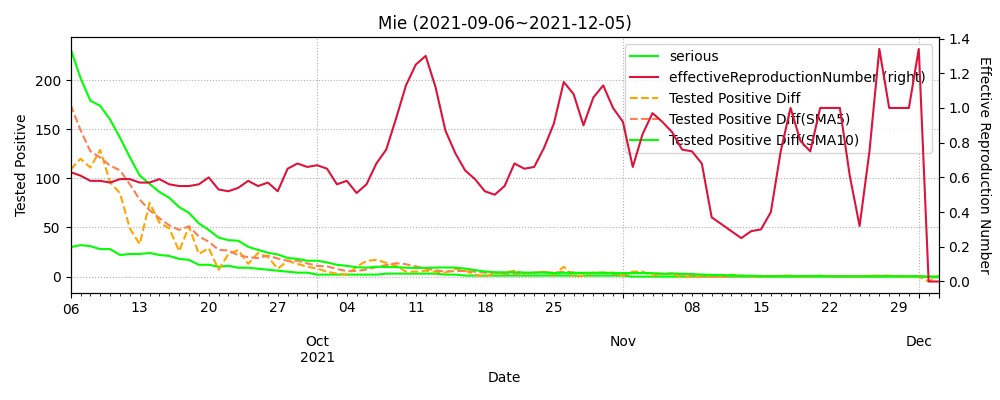 Mie (2021-09-06~2021-12-05)
serious
effectiveReproductionNumber (right)
Tested Positive Diff
Tested Positive Diff(SMA5)
Tested Positive Diff(SMA10)
Tested Positive
200
150
100
50
0
Effective Reproduction Number
1.4
1.2
1.0
0.8
0.6
0.4
0.2
0.0
06 13 20 27 04 11 18 25 08 15 22 29
Oct Nov Dec
2021
Date